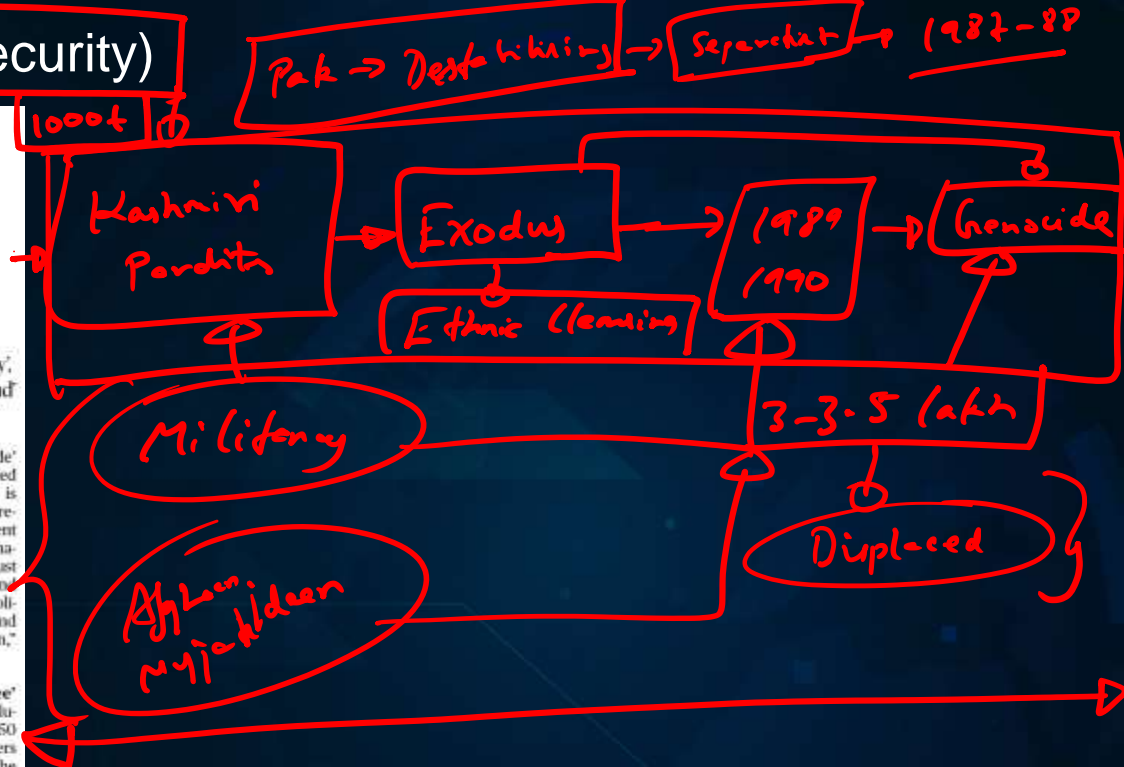 ecurity)
Pak → Destabilising → Separatist → 1987-88
1000+
Kashmiri
Pandits
Exodus
1989
1990
Genocide
Ethnic Cleansing
3-3.5 lakh
Militancy
Displaced
Afghan
Mujahideen